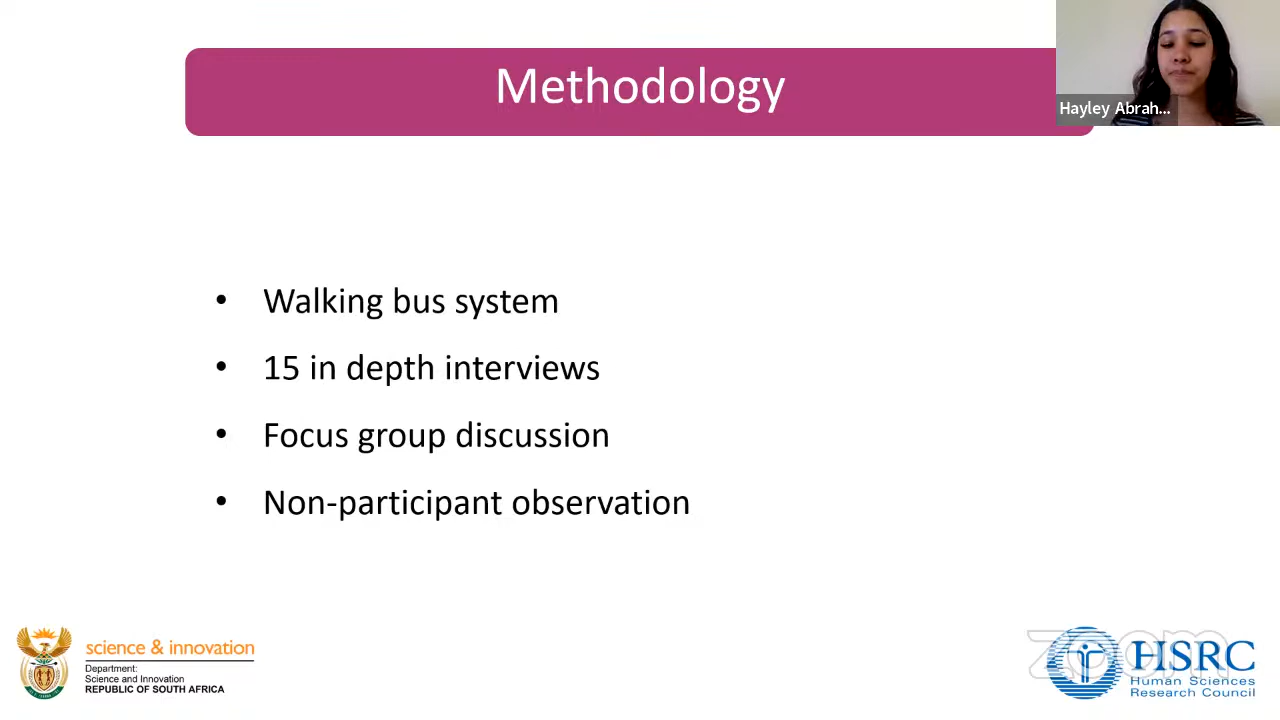 Methodology
Hayley Abrah...
• Walking bus system
• 15 in depth interviews
• Focus group discussion
• Non-participant observation
science & innovation
Department:
Science and Innovation
REPUBLIC OF SOUTH AFRICA
zoom
HSRC
Human Sciences
Research Council